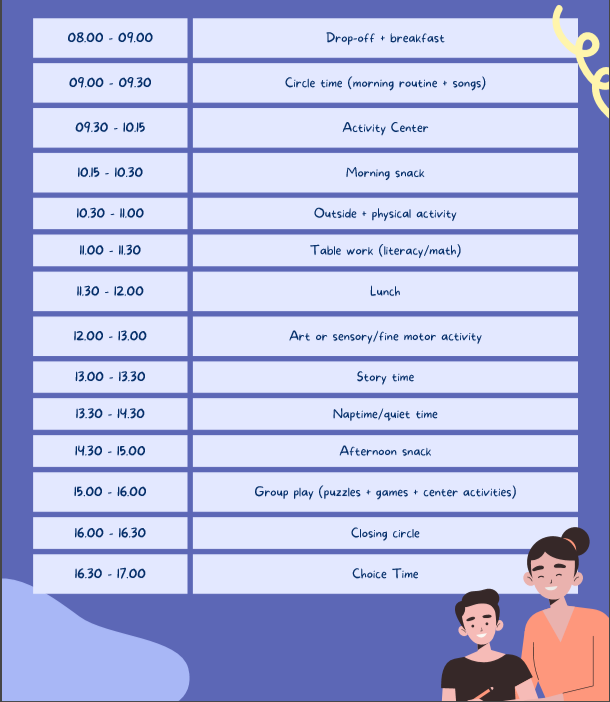 08.00 - 09.00 Drop-off + breakfast
09.00 - 09.30 Circle time (morning routine + songs)
09.30 - 10.15 Activity Center
10.15 - 10.30 Morning snack
10.30 - 11.00 Outside + physical activity
11.00 - 11.30 Table work (literacy/math)
11.30 - 12.00 Lunch
12.00 - 13.00 Art or sensory/fine motor activity
13.00 - 13.30 Story time
13.30 - 14.30 Naptime/quiet time
14.30 - 15.00 Afternoon snack
15.00 - 16.00 Group play (puzzles + games + center activities)
16.00 - 16.30 Closing circle
16.30 - 17.00 Choice Time